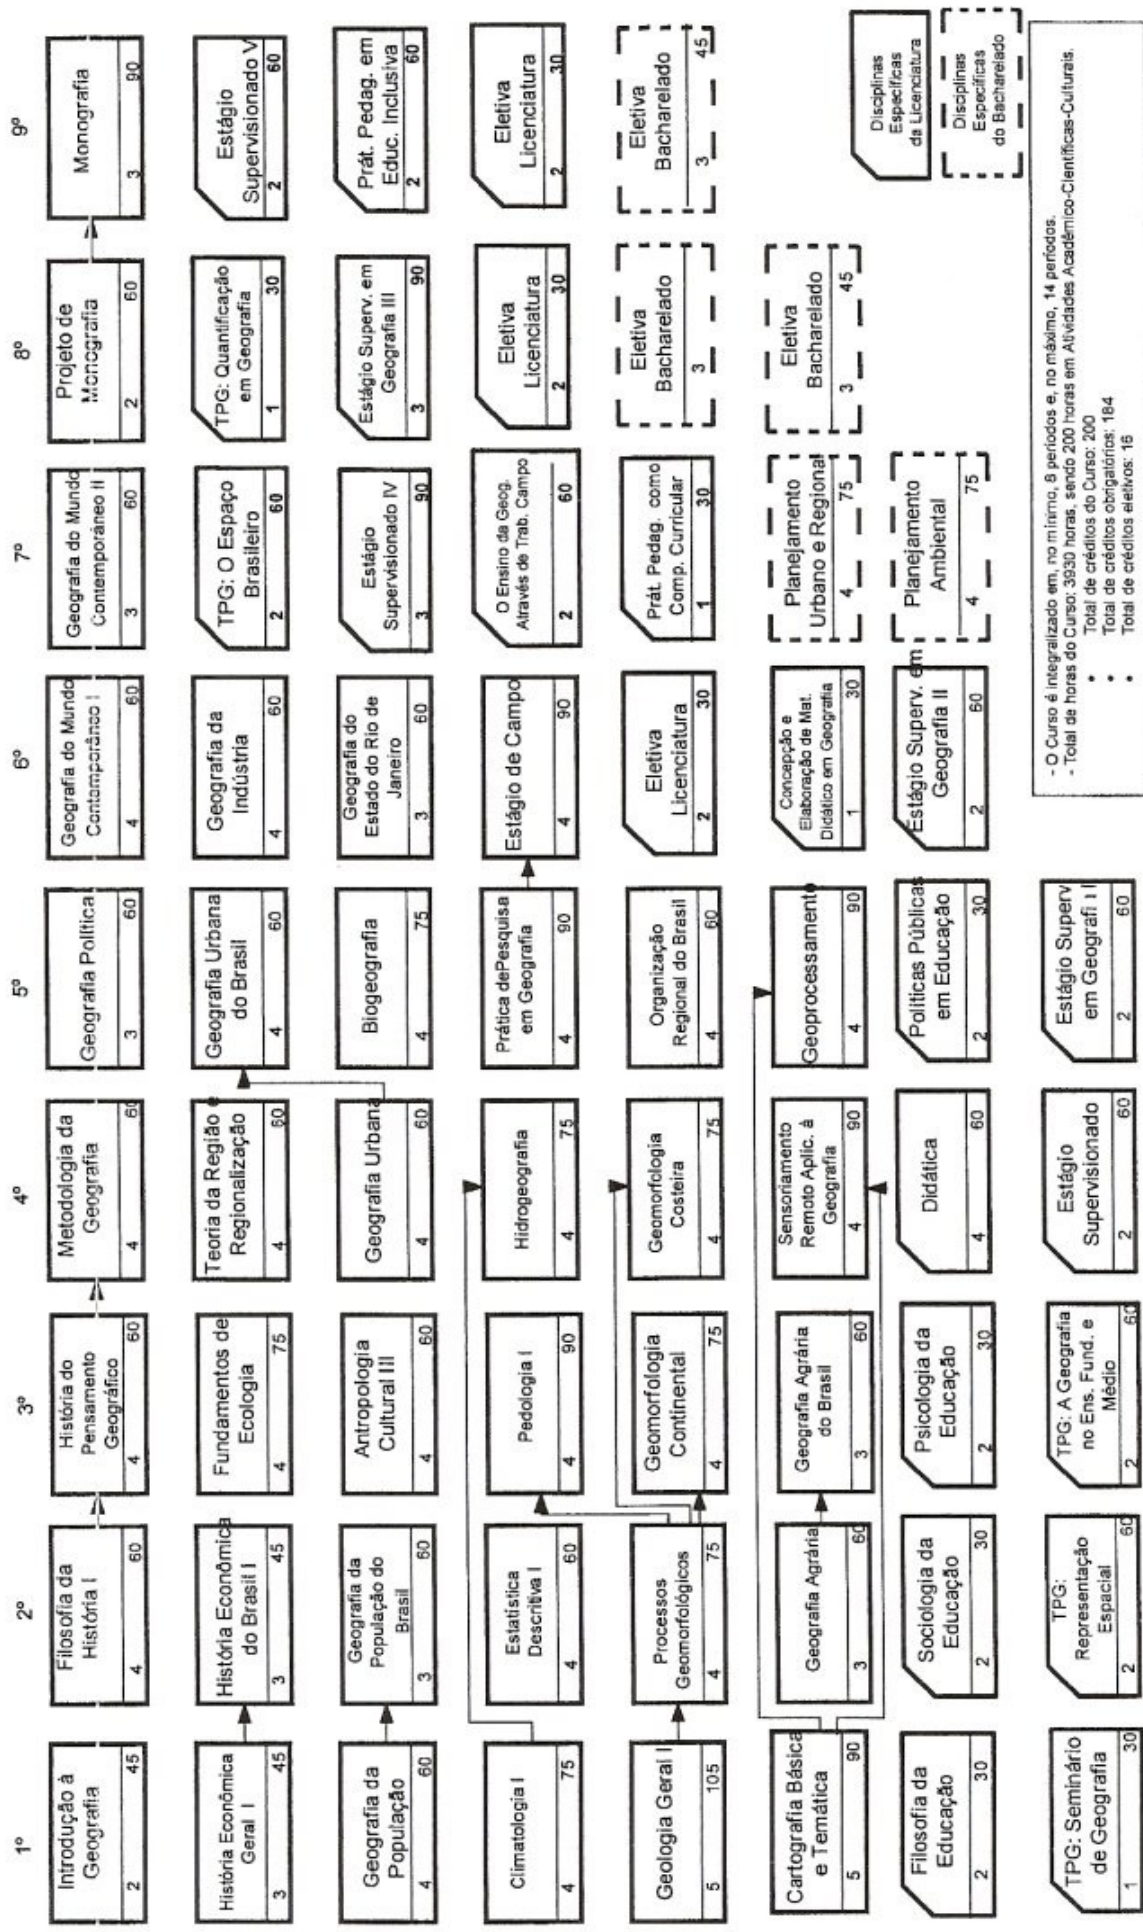 1º
2º
3º
4º
5º
6º
7º
8º
9º
Introdução à
Geografia
2 45
Filosofia da
História I
4 60
História do
Pensamento
Geográfico
4 60
Metodologia da
Geografia
4 60
Geografia Política
3 60
Geografia do Mundo
Contemporâneo I
4 60
Geografia do Mundo
Contemporâneo II
3 60
Projeto de
Monografia
2 60
Monografia
3 90
História Econômica
Geral I
3 45
História Econômica
do Brasil I
3 45
Fundamentos de
Ecologia
4 75
Teoria da Região e
Regionalização
4 60
Geografia Urbana
do Brasil
4 60
Geografia da
Indústria
4 60
TPG: O Espaço
Brasileiro
2 60
TPG: Quantificação
em Geografia
1 30
Estágio
Supervisionado V
2 60
Geografia da
População
4 60
Geografia da
População do
Brasil
3 60
Antropologia
Cultural III
4 60
Geografia Urbana
4 60
Biogeografia
4 75
Geografia do
Estado do Rio de
Janeiro
3 60
Estágio
Supervisionado IV
3 90
Estágio Superv. em
Geografia III
3 90
Prát. Pedag. em
Educ. Inclusiva
2 60
Climatologia I
4 75
Estatística
Descritiva I
4 60
Pedologia I
4 90
Hidrogeografia
4 75
Prática dePesquisa
em Geografia
4 90
Estágio de Campo
4 90
O Ensino da Geog.
Através de Trab. Campo
2 60
Eletiva
Licenciatura
2 30
Eletiva
Licenciatura
2 30
Geologia Geral I
5 105
Processos
Geomorfológicos
4 75
Geomorfologia
Continental
4 75
Geomorfologia
Costeira
4 75
Organização
Regional do Brasil
4 60
Eletiva
Licenciatura
2 30
Prát. Pedag. como
Comp. Curricular
1 30
Eletiva
Bacharelado
3
Eletiva
Bacharelado
3 45
Cartografia Básica
e Temática
5 90
Geografia Agrária
3 60
Geografia Agrária
do Brasil
3 60
Sensoriamento
Remoto Aplic. à
Geografia
4 90
Geoprocessamento
4 90
Concepção e
Elaboração de Mat.
Didático em Geografia
1 30
Planejamento
Urbano e Regional
4 75
Eletiva
Bacharelado
3 45
Filosofia da
Educação
2 30
Sociologia da
Educação
2 30
Psicologia da
Educação
2 30
Didática
4 60
Políticas Públicas
em Educação
2 30
Estágio Superv. em
Geografia II
2 60
Planejamento
Ambiental
4 75
Disciplinas
Específicas
da Licenciatura
Disciplinas
Específicas
do Bacharelado
TPG: Seminário
de Geografia
1 30
TPG:
Representação
Espacial
2 60
TPG: A Geografia
no Ens. Fund. e
Médio
2 60
Estágio
Supervisionado
2 60
Estágio Superv
em Geografi I
2 60
- O Curso é integralizado em, no mínimo, 8 períodos e, no máximo, 14 períodos.
- Total de horas do Curso: 3930 horas, sendo 200 horas em Atividades Acadêmico-Científicas-Culturais.
• Total de créditos do Curso: 200
• Total de créditos obrigatórios: 184
• Total de créditos eletivos: 16